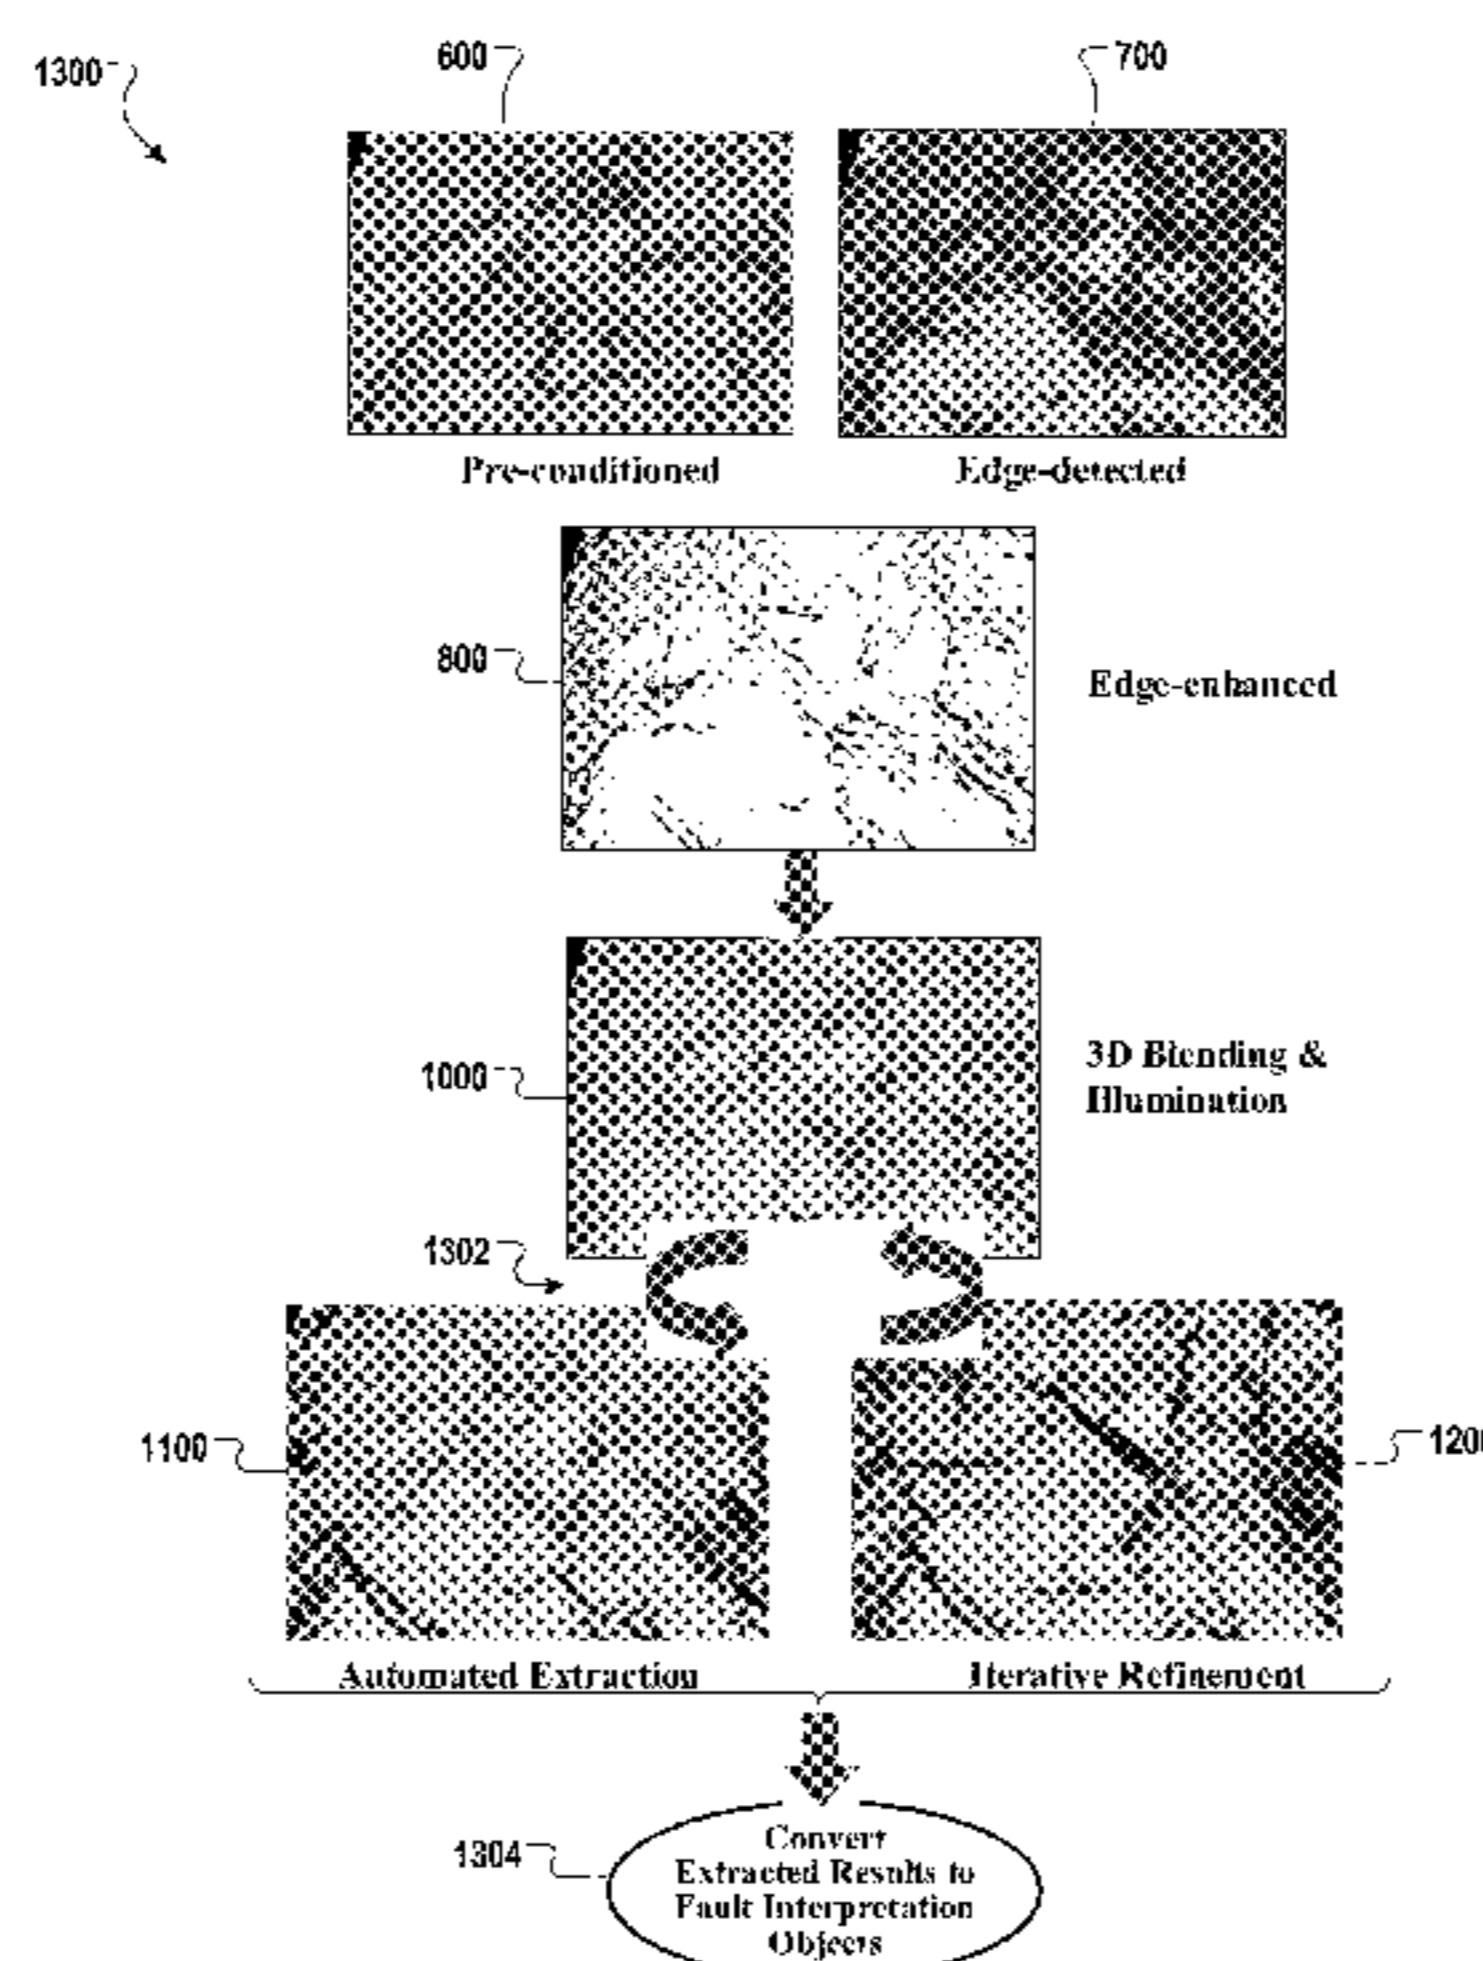 1300
600
700
Pre-conditioned
Edge-detected
800
Edge-enhanced
1000
3D Blending &
Illumination
1302
1100
Automated Extraction
Iterative Refinement
1304
Convert
Extracted Results to
Fault Interpretation
Objects